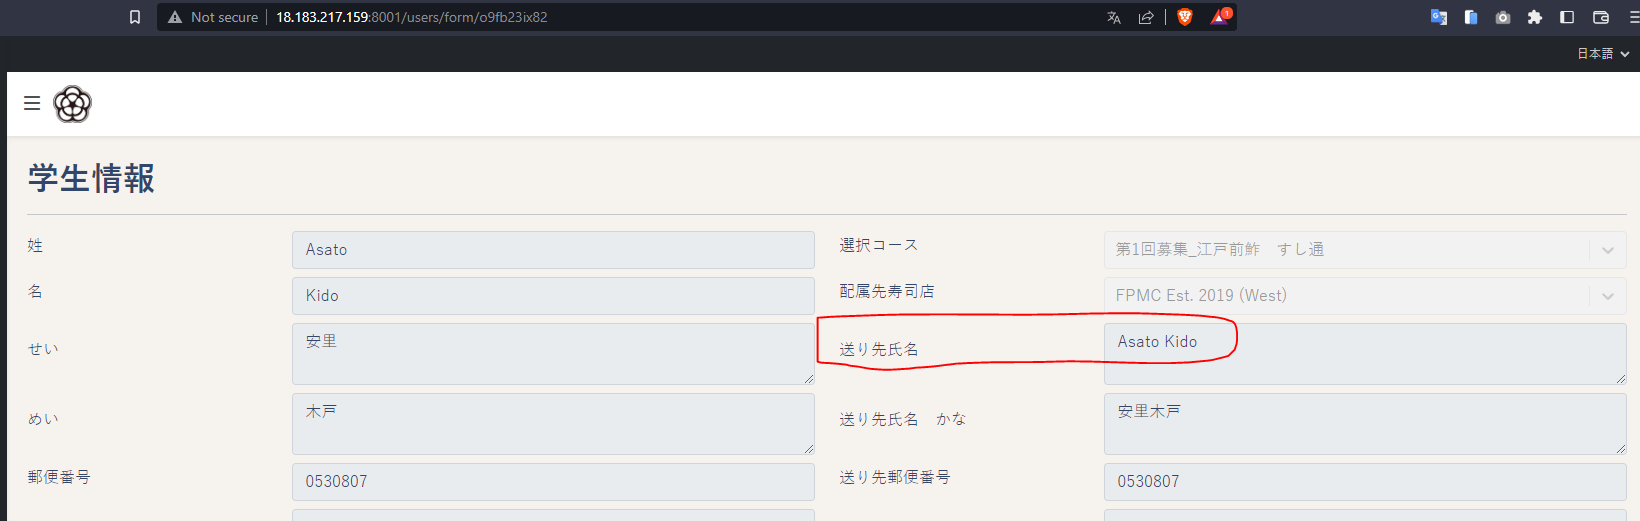 Not secure 18.183.217.159:8001/users/form/o9fb23ix82 1
日本語
学生情報
姓 Asato 選択コース 第1回募集_江戸前鮓　すし通
名 Kido 配属先寿司店 FPMC Est. 2019 (West)
せい 安里 送り先氏名 Asato Kido
めい 木戸 送り先氏名　かな 安里木戸
郵便番号 0530807 送り先郵便番号 0530807